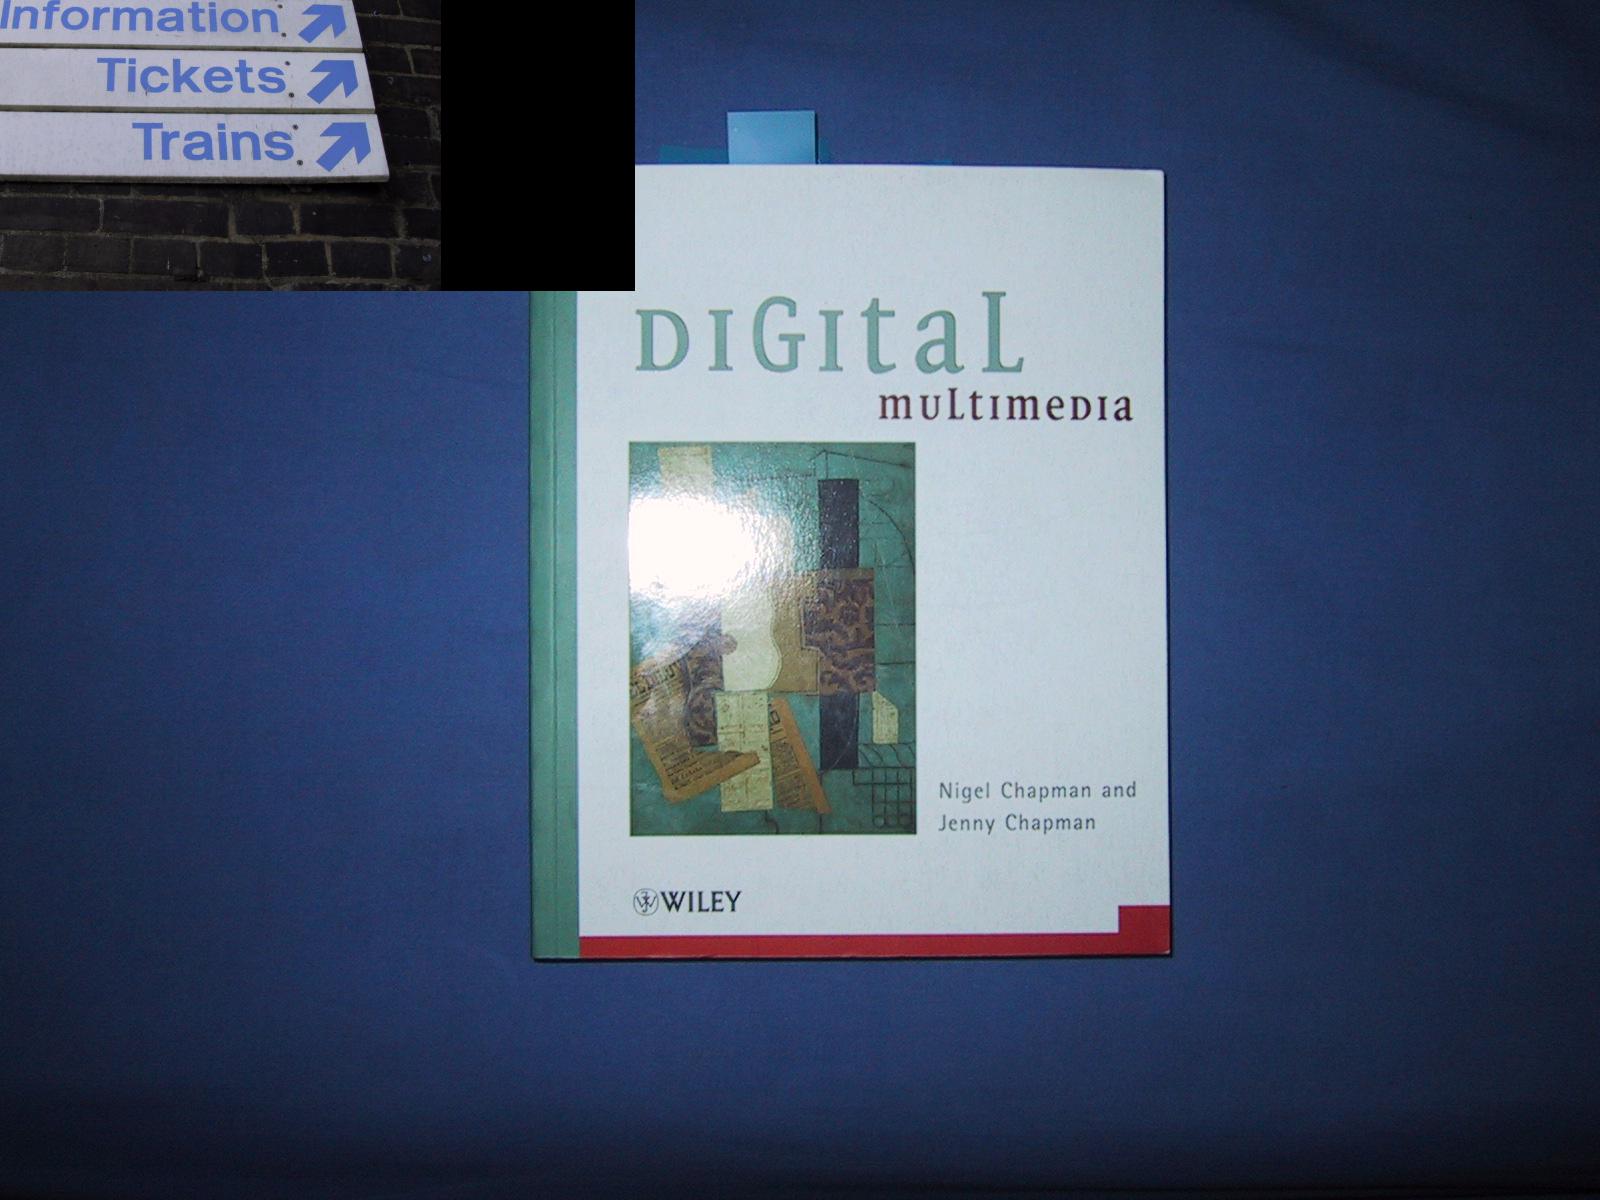 Information
Tickets
Trains
DIGItaL
muLtImeDIa
Nigel Chapman and
Jenny Chapman
WILEY